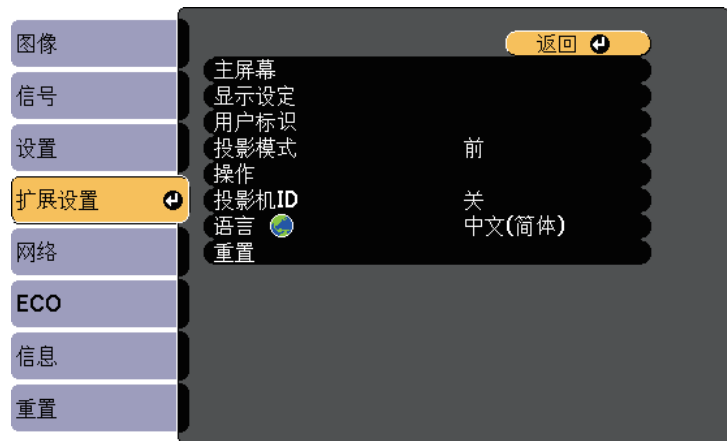 图像
信号
设置
扩展设置
网络
ECO
信息
重置
返回
主屏幕
显示设定
用户标识
投影模式 前
操作
投影机ID 关
语言 中文(简体)
重置